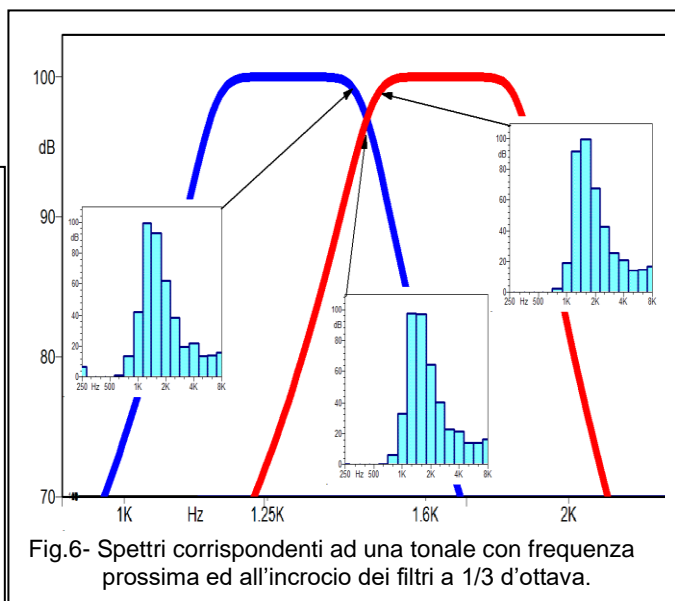 100
dB
90
80
70
1K Hz 1.25K 1.6K 2K
100
dB
80
60
40
20
0
250 Hz 500 1K 2K 4K 8K
100
dB
80
60
40
20
0
250 Hz 500 1K 2K 4K 8K
100
dB
80
60
40
20
0
250 Hz 500 1K 2K 4K 8K
Fig.6- Spettri corrispondenti ad una tonale con frequenza
prossima ed all’incrocio dei filtri a 1/3 d’ottava.